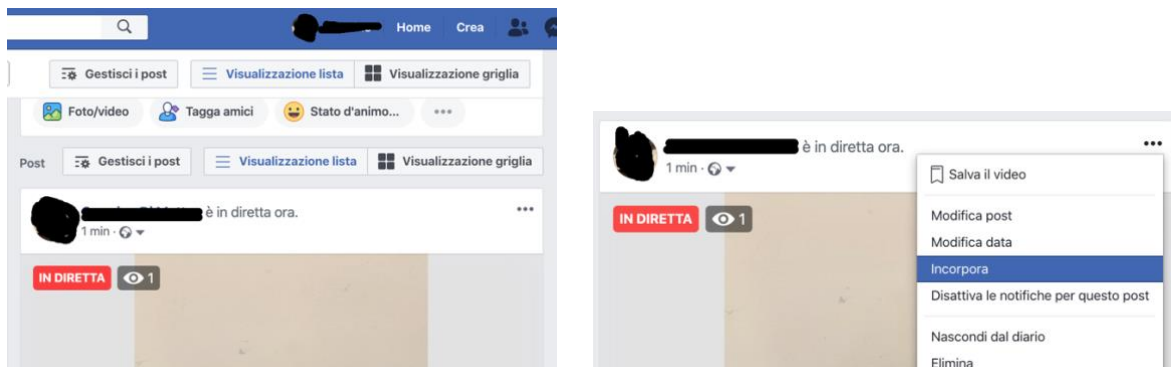 Home Crea
Gestisci i post Visualizzazione lista Visualizzazione griglia
Foto/video Tagga amici Stato d'animo...
Post Gestisci i post Visualizzazione lista Visualizzazione griglia
è in diretta ora.
1 min ·
IN DIRETTA 1
è in diretta ora.
1 min ·
Salva il video
IN DIRETTA 1
Modifica post
Modifica data
Incorpora
Disattiva le notifiche per questo post
Nascondi dal diario
Elimina